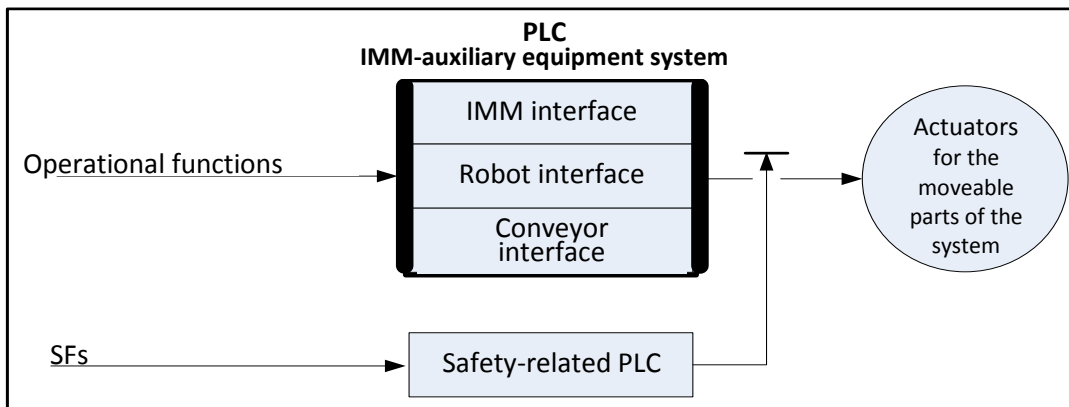 PLC
IMM-auxiliary equipment system
IMM interface
Operational functions
Robot interface
Conveyor
interface
Actuators
for the
moveable
parts of the
system
SFs
Safety-related PLC